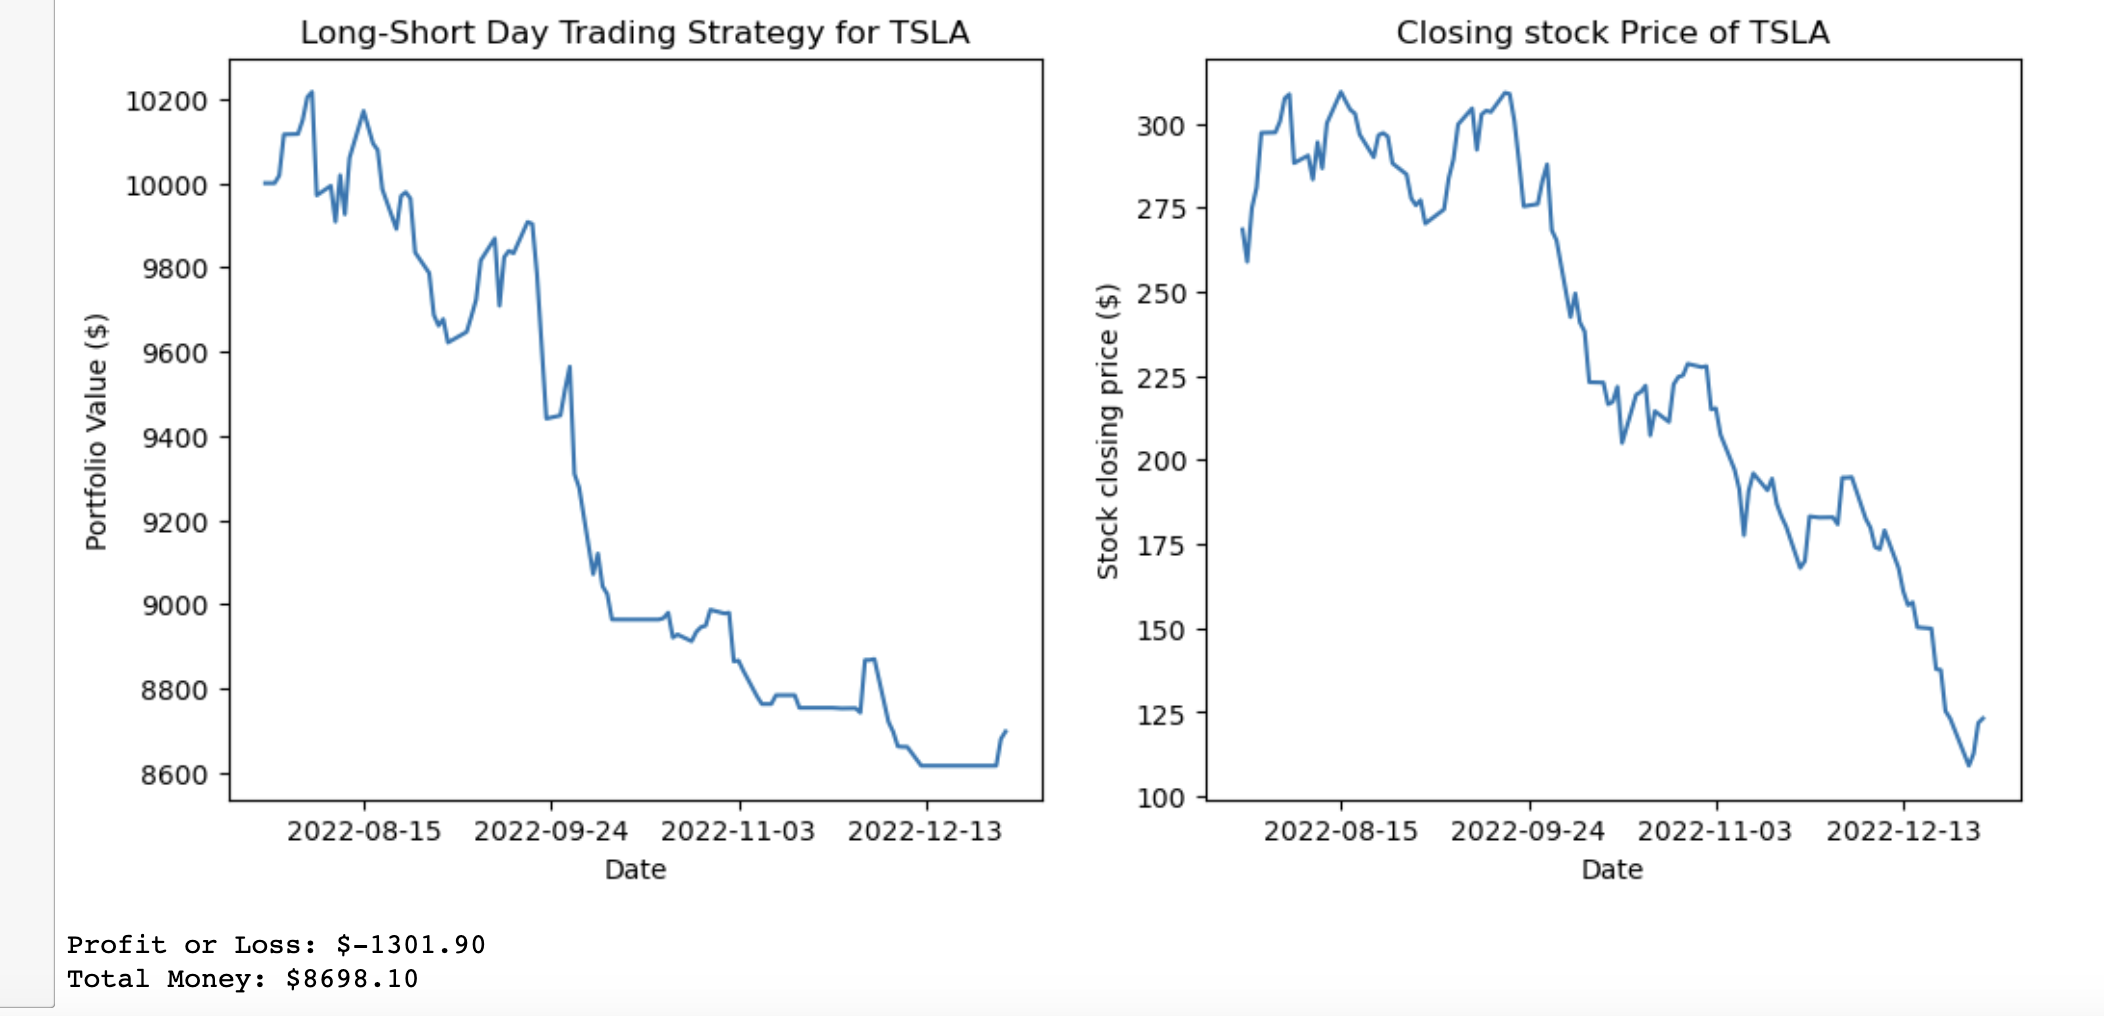 Long-Short Day Trading Strategy for TSLA
Portfolio Value ($)
10200
10000
9800
9600
9400
9200
9000
8800
8600
2022-08-15 2022-09-24 2022-11-03 2022-12-13
Date
Closing stock Price of TSLA
Stock closing price ($)
300
275
250
225
200
175
150
125
100
2022-08-15 2022-09-24 2022-11-03 2022-12-13
Date
Profit or Loss: $-1301.90
Total Money: $8698.10